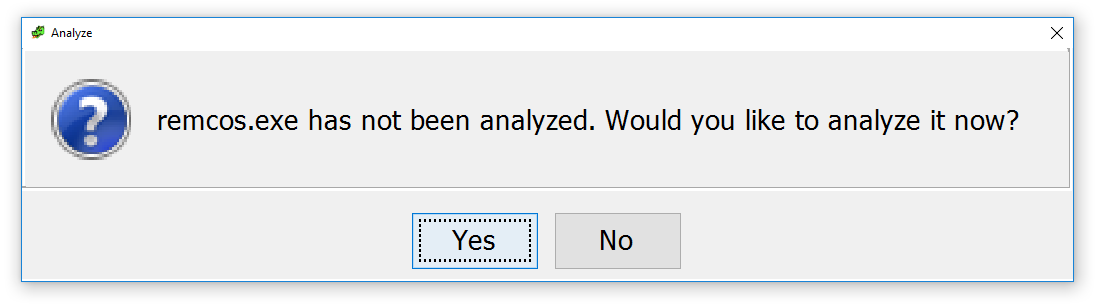 Analyze
remcos.exe has not been analyzed. Would you like to analyze it now?
Yes
No